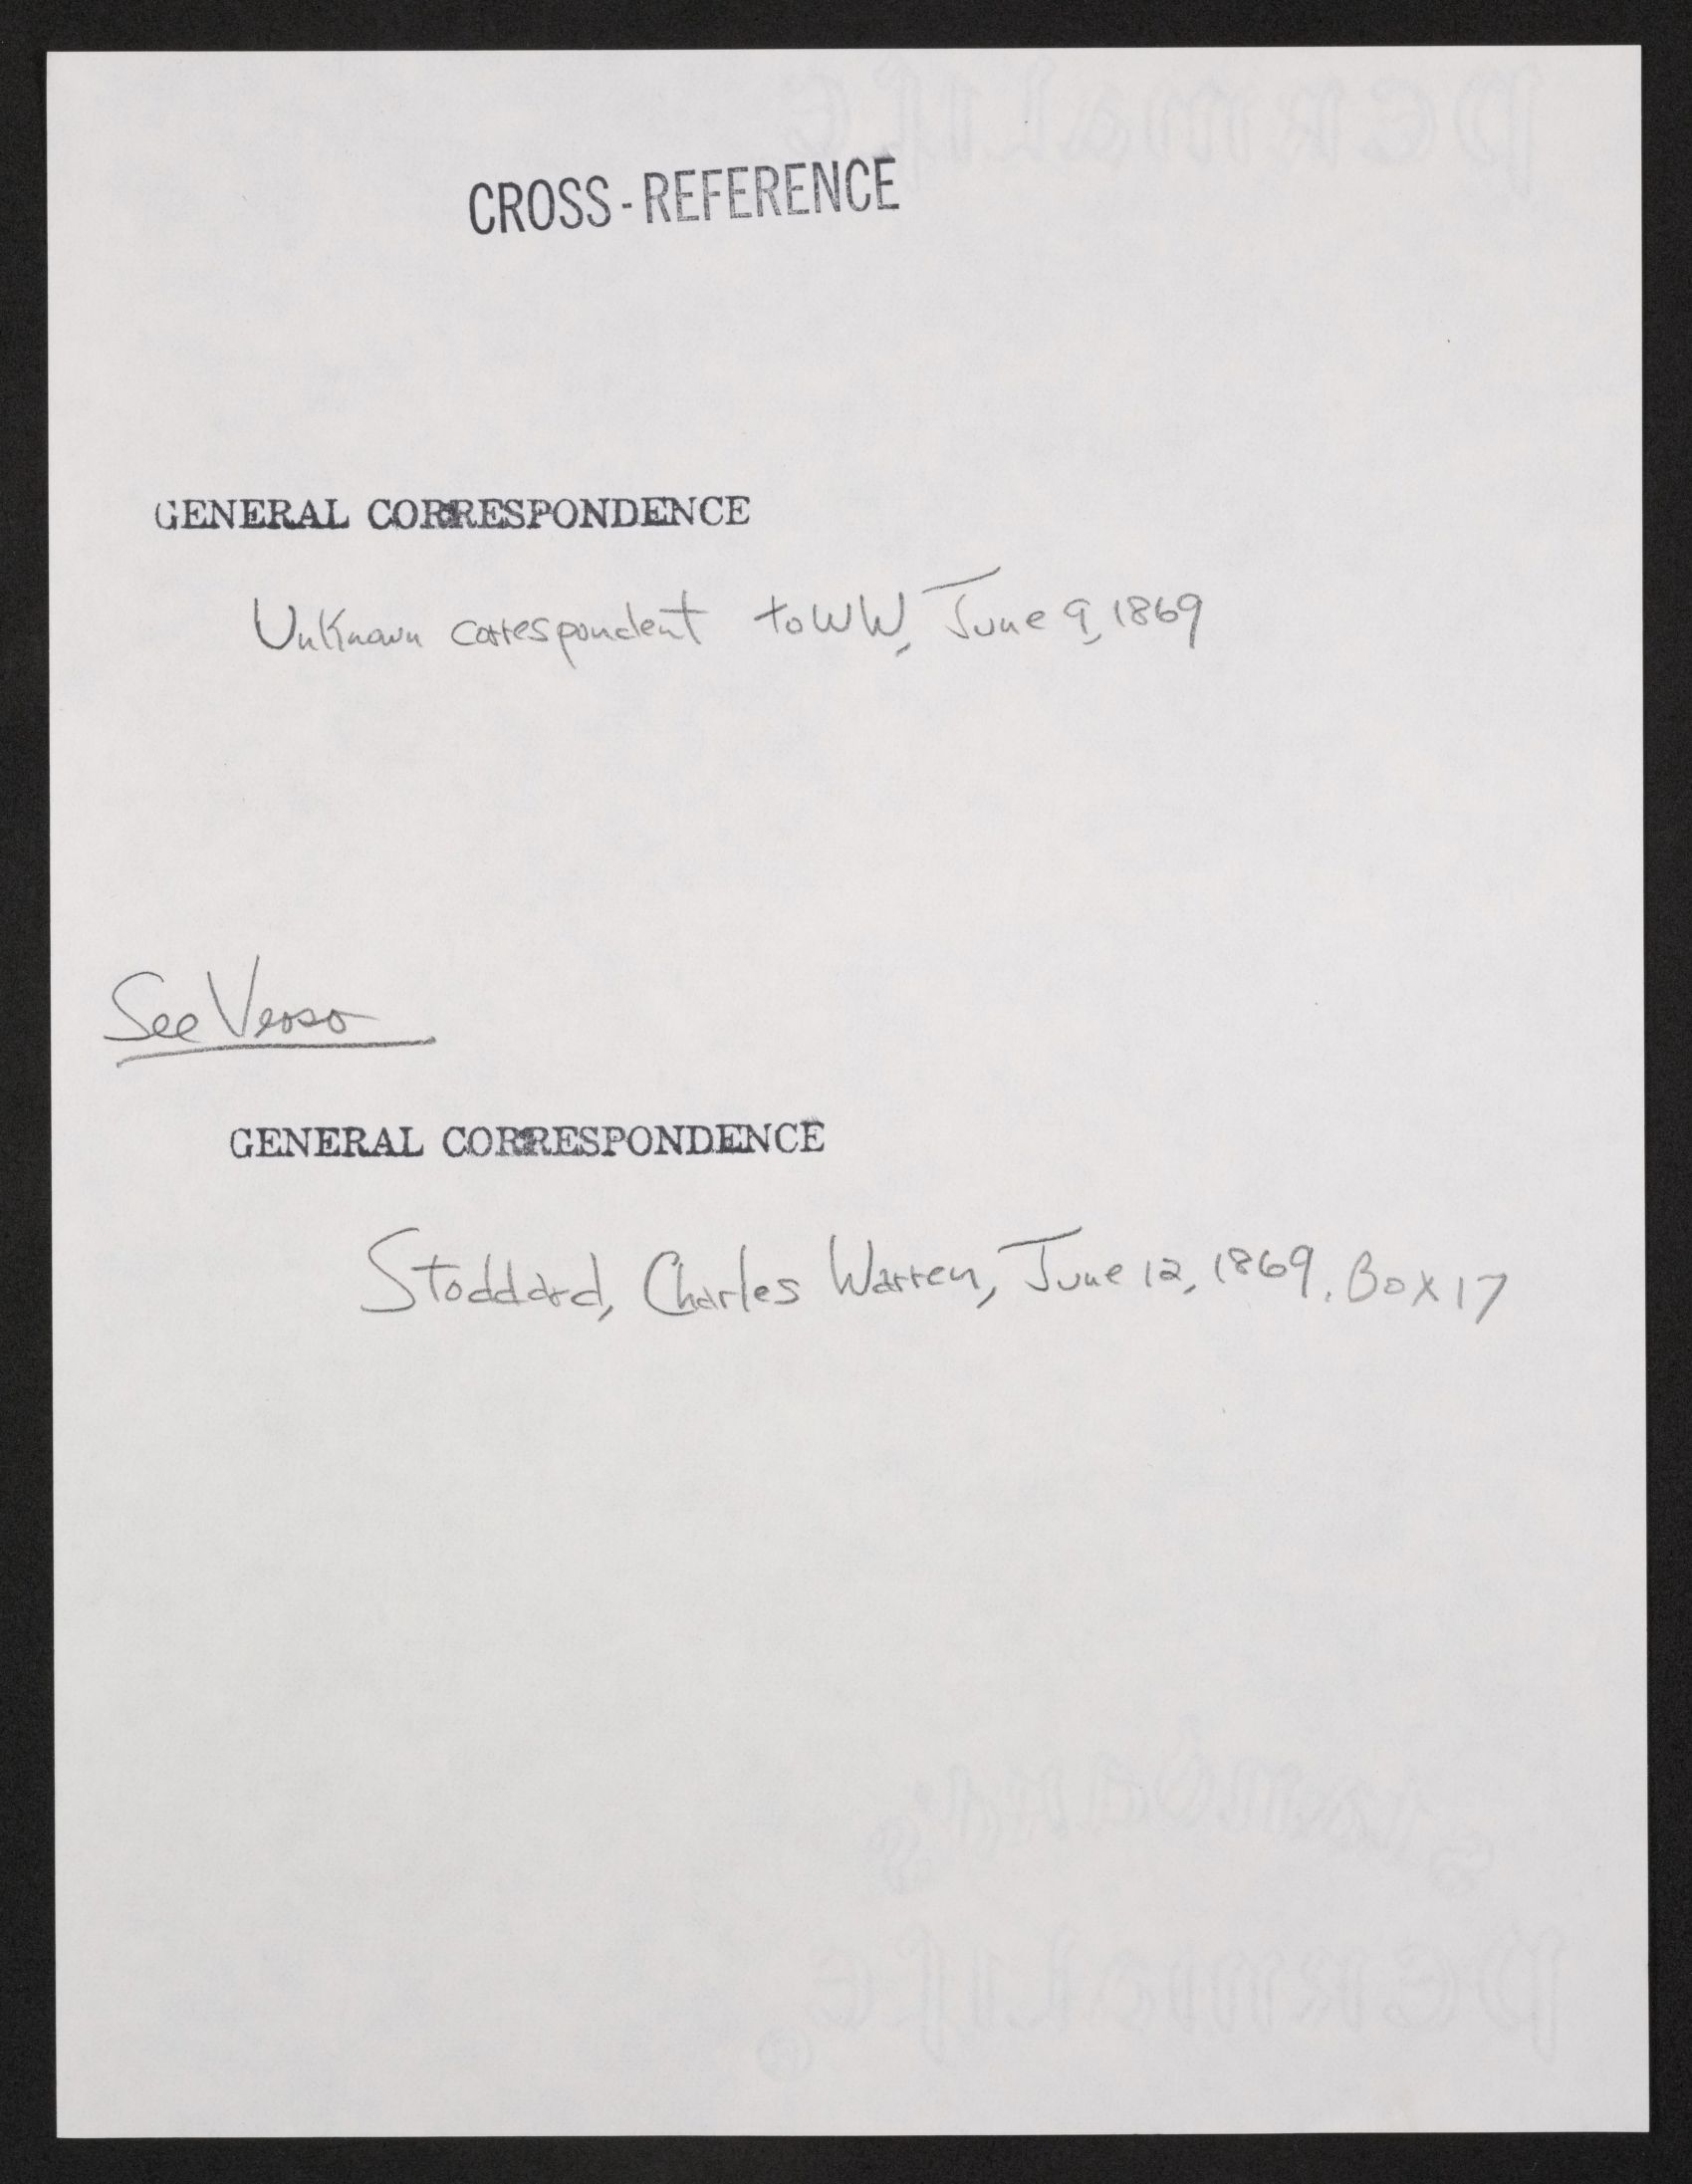 CROSS-REFERENCE
GENERAL CORRESPONDENCE
Unknown correspondent to WW, June 9, 1869
See Verso
GENERAL CORRESPONDENCE
Stoddard, Charles Warren, June 12, 1869. Box 17